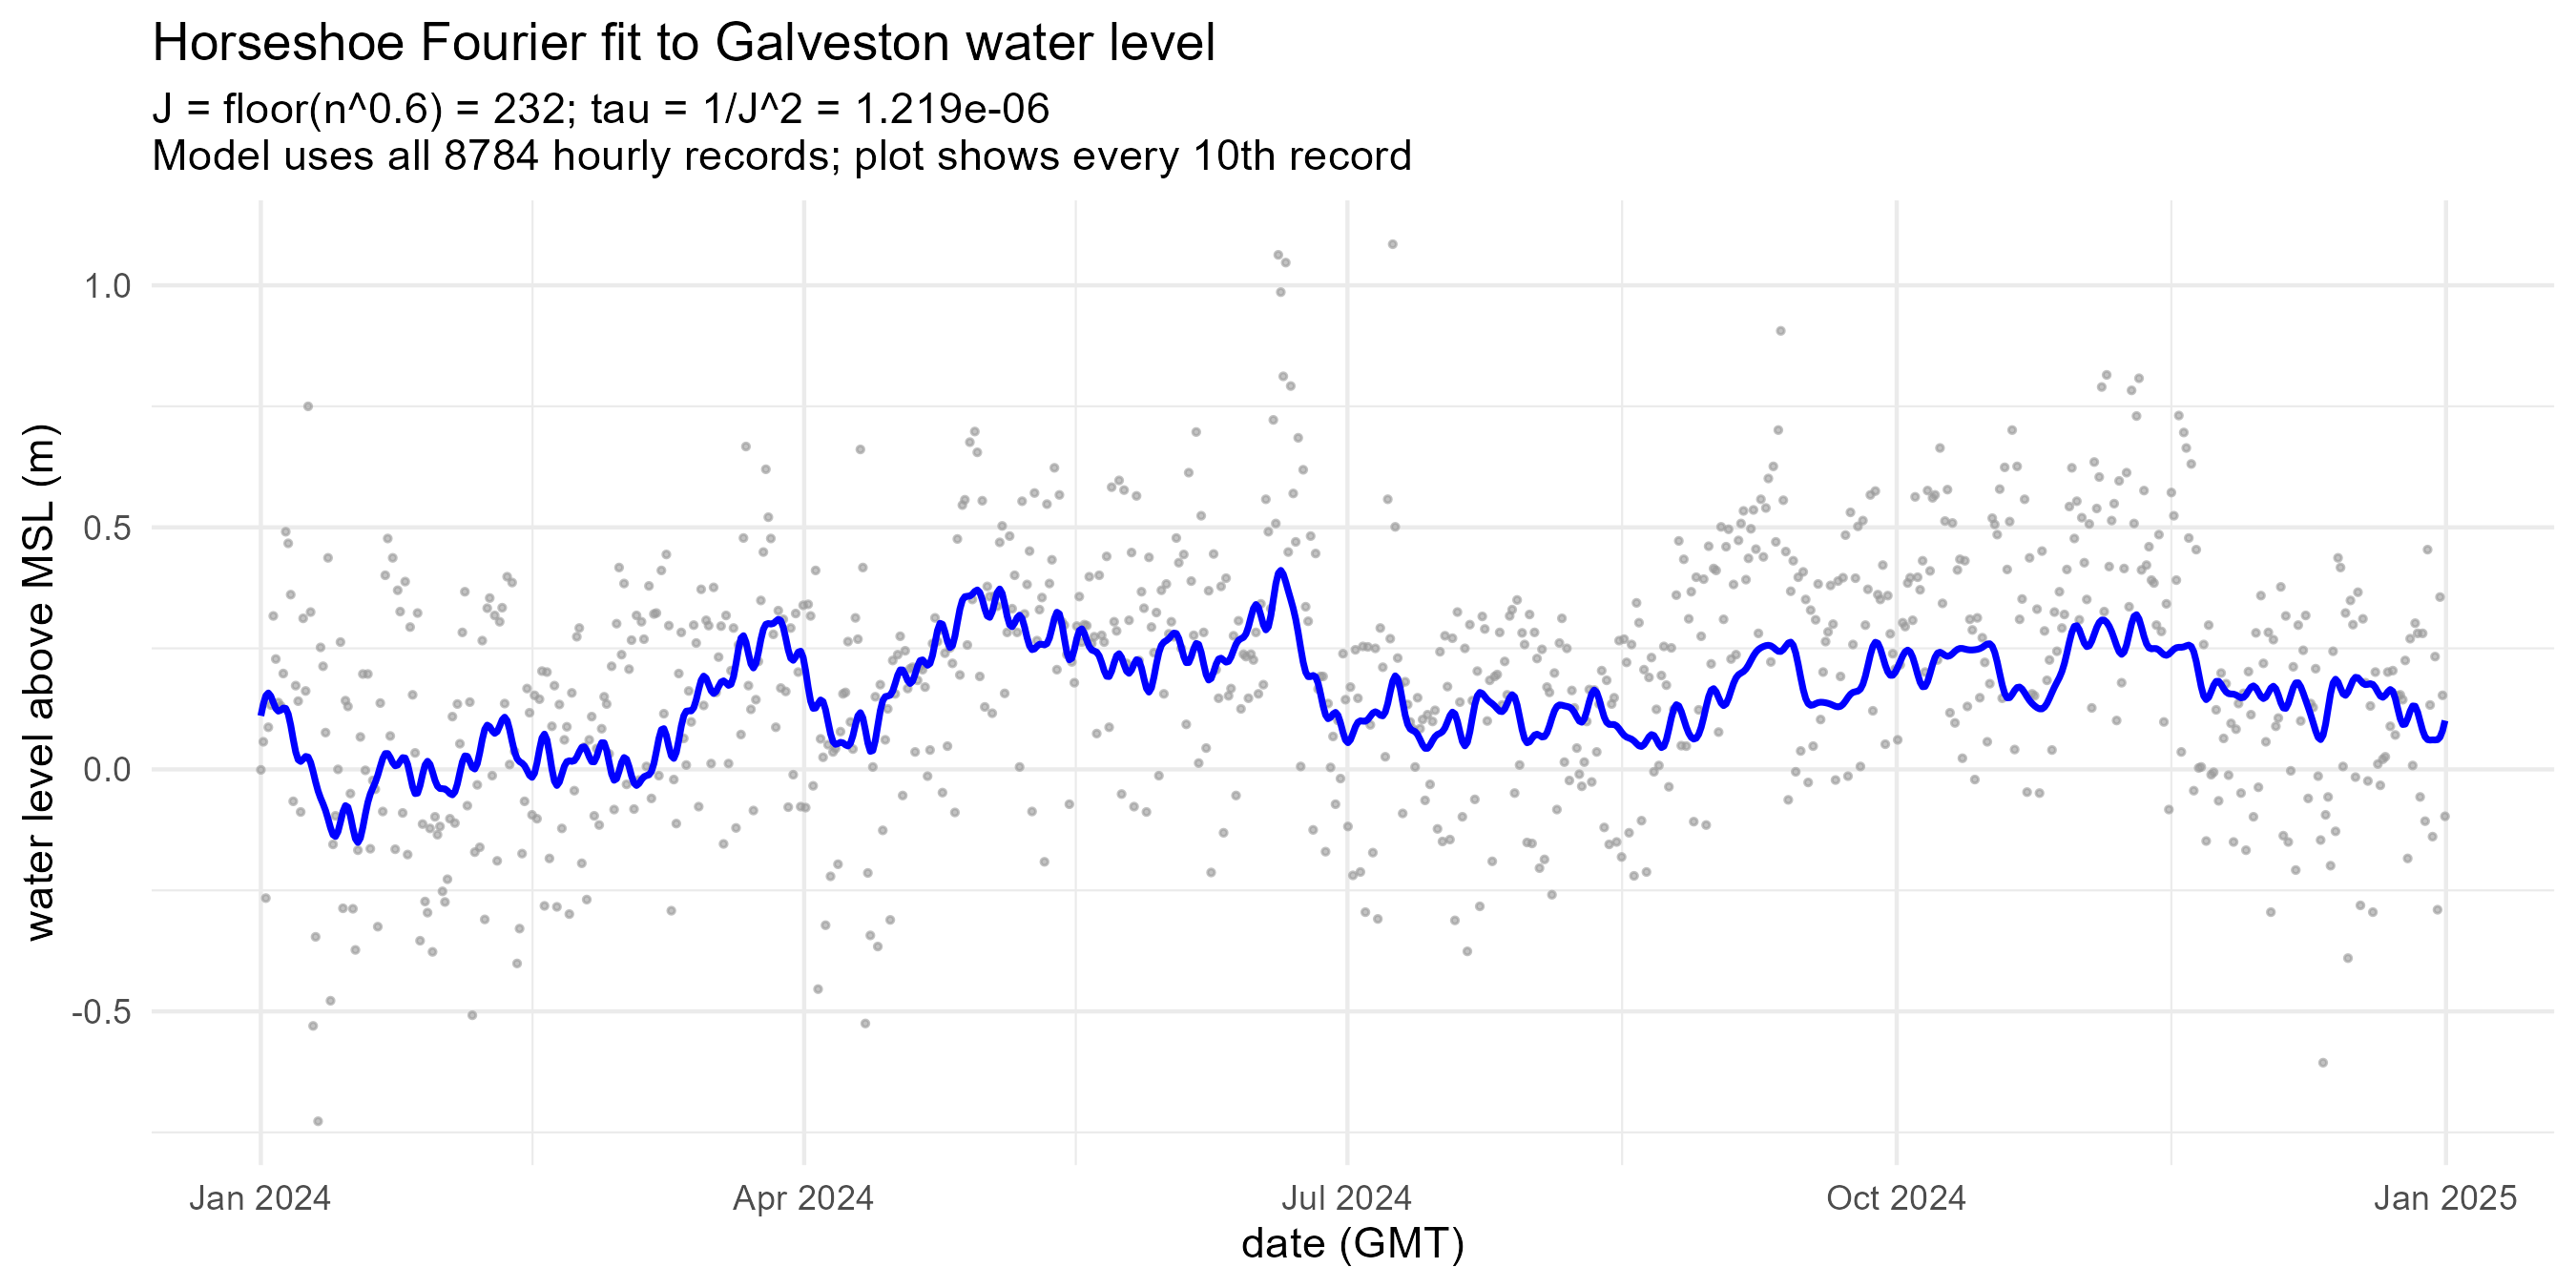 Horseshoe Fourier fit to Galveston water level
J = floor(n^0.6) = 232; tau = 1/J^2 = 1.219e-06
Model uses all 8784 hourly records; plot shows every 10th record
water level above MSL (m)
1.0
0.5
0.0
-0.5
Jan 2024
Apr 2024
Jul 2024
Oct 2024
Jan 2025
date (GMT)